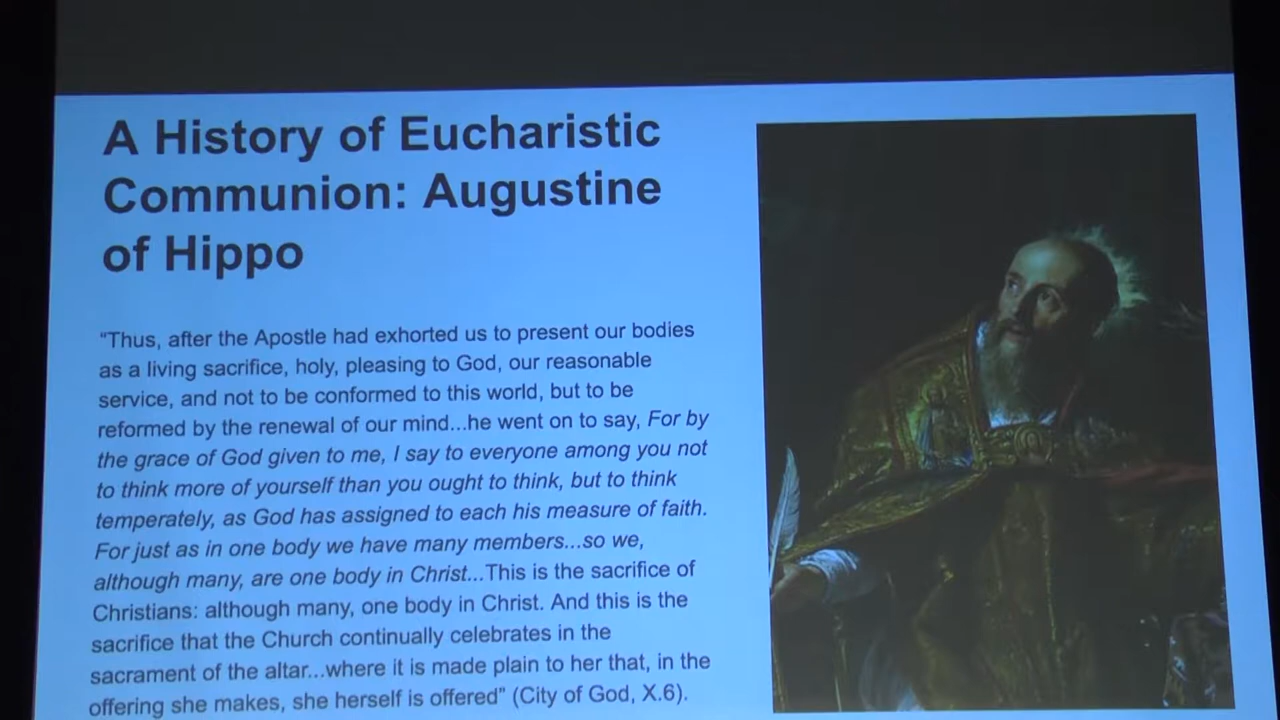 A History of Eucharistic
Communion: Augustine
of Hippo
“Thus, after the Apostle had exhorted us to present our bodies
as a living sacrifice, holy, pleasing to God, our reasonable
service, and not to be conformed to this world, but to be
reformed by the renewal of our mind...he went on to say, For by
the grace of God given to me, I say to everyone among you not
to think more of yourself than you ought to think, but to think
temperately, as God has assigned to each his measure of faith.
For just as in one body we have many members...so we,
although many, are one body in Christ...This is the sacrifice of
Christians: although many, one body in Christ. And this is the
sacrifice that the Church continually celebrates in the
sacrament of the altar...where it is made plain to her that, in the
offering she makes, she herself is offered” (City of God, X.6).